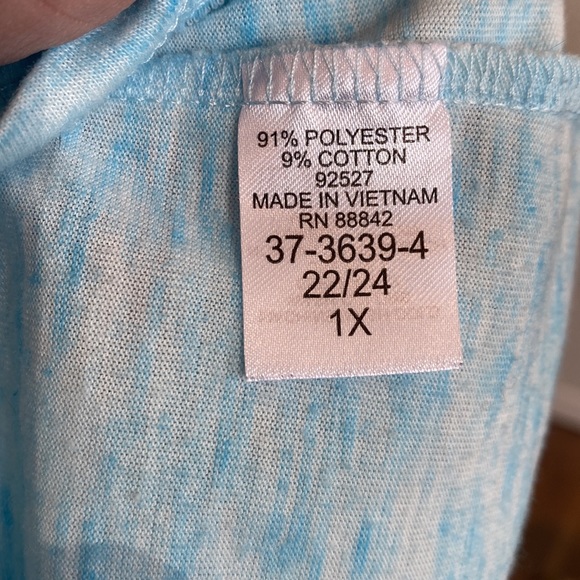 91% POLYESTER
9% COTTON
92527
MADE IN VIETNAM
RN 88842
37-3639-4
22/24
1X